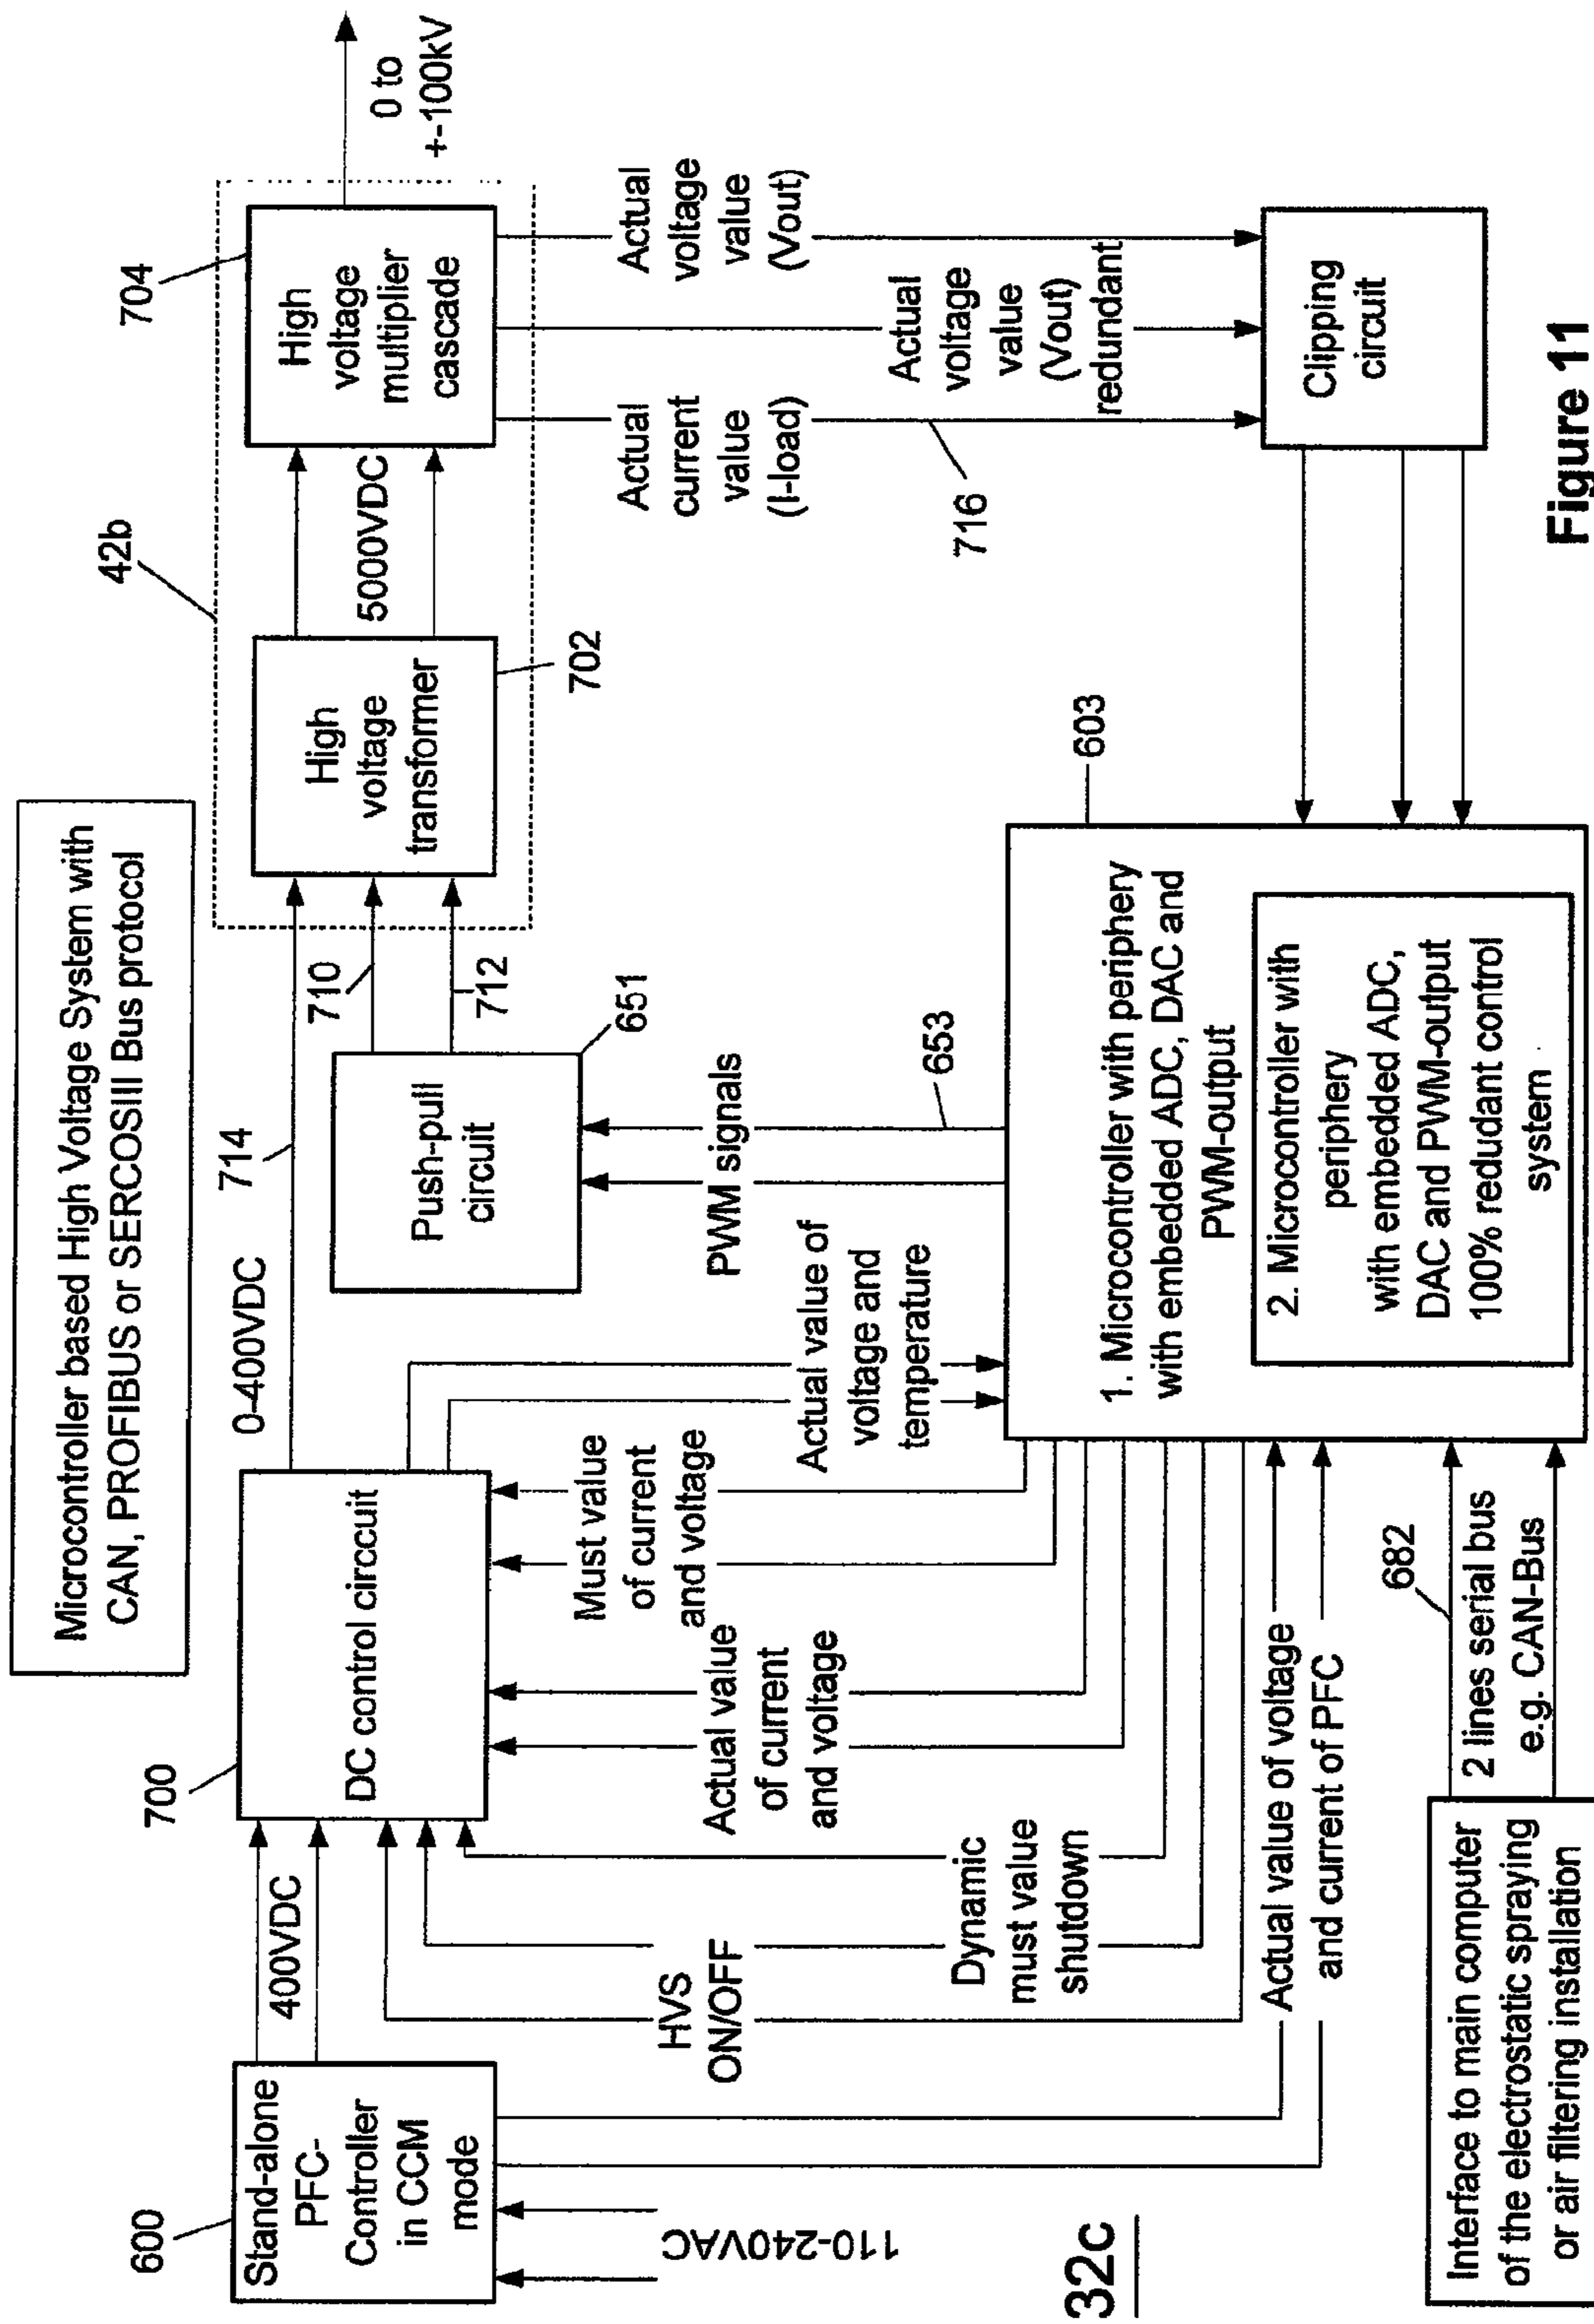 Microcontroller based High Voltage System with
CAN, PROFIBUS or SERCOSIII Bus protocol
600
Stand-alone
PFC-
Controller
in CCM
mode
110-240VAC
400VDC
700
DC control circcuit
0-400VDC
714
710
712
Push-pull
circuit
651
42b
High
voltage
transformer
702
5000VDC
704
High
voltage
multiplier
cascade
0 to
+-100kV
HVS
ON/OFF
Dynamic
must value
shutdown
Actual value
of current
and voltage
Must value
of current
and voltage
Actual value of
voltage and
temperature
PWM signals
653
Actual
current
value
(I-load)
716
Actual
voltage
value
(Vout)
redundant
Actual
voltage
value
(Vout)
Clipping
circuit
Actual value of voltage
and current of PFC
603
1. Microcontroller with periphery
with embedded ADC, DAC and
PWM-output
2. Microcontroller with
periphery
with embedded ADC,
DAC and PWM-output
100% redudant control
system
682
2 lines serial bus
e.g. CAN-Bus
Interface to main computer
of the electrostatic spraying
or air filtering installation
32c
Figure 11